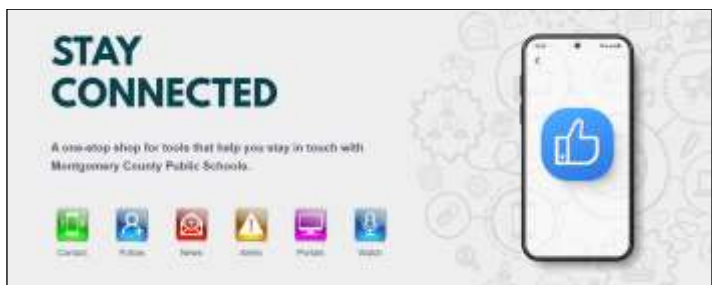 STAY
CONNECTED
A one-stop shop for tools that help you stay in touch with
Montgomery County Public Schools.
Contact Follow News Alerts Portals Watch